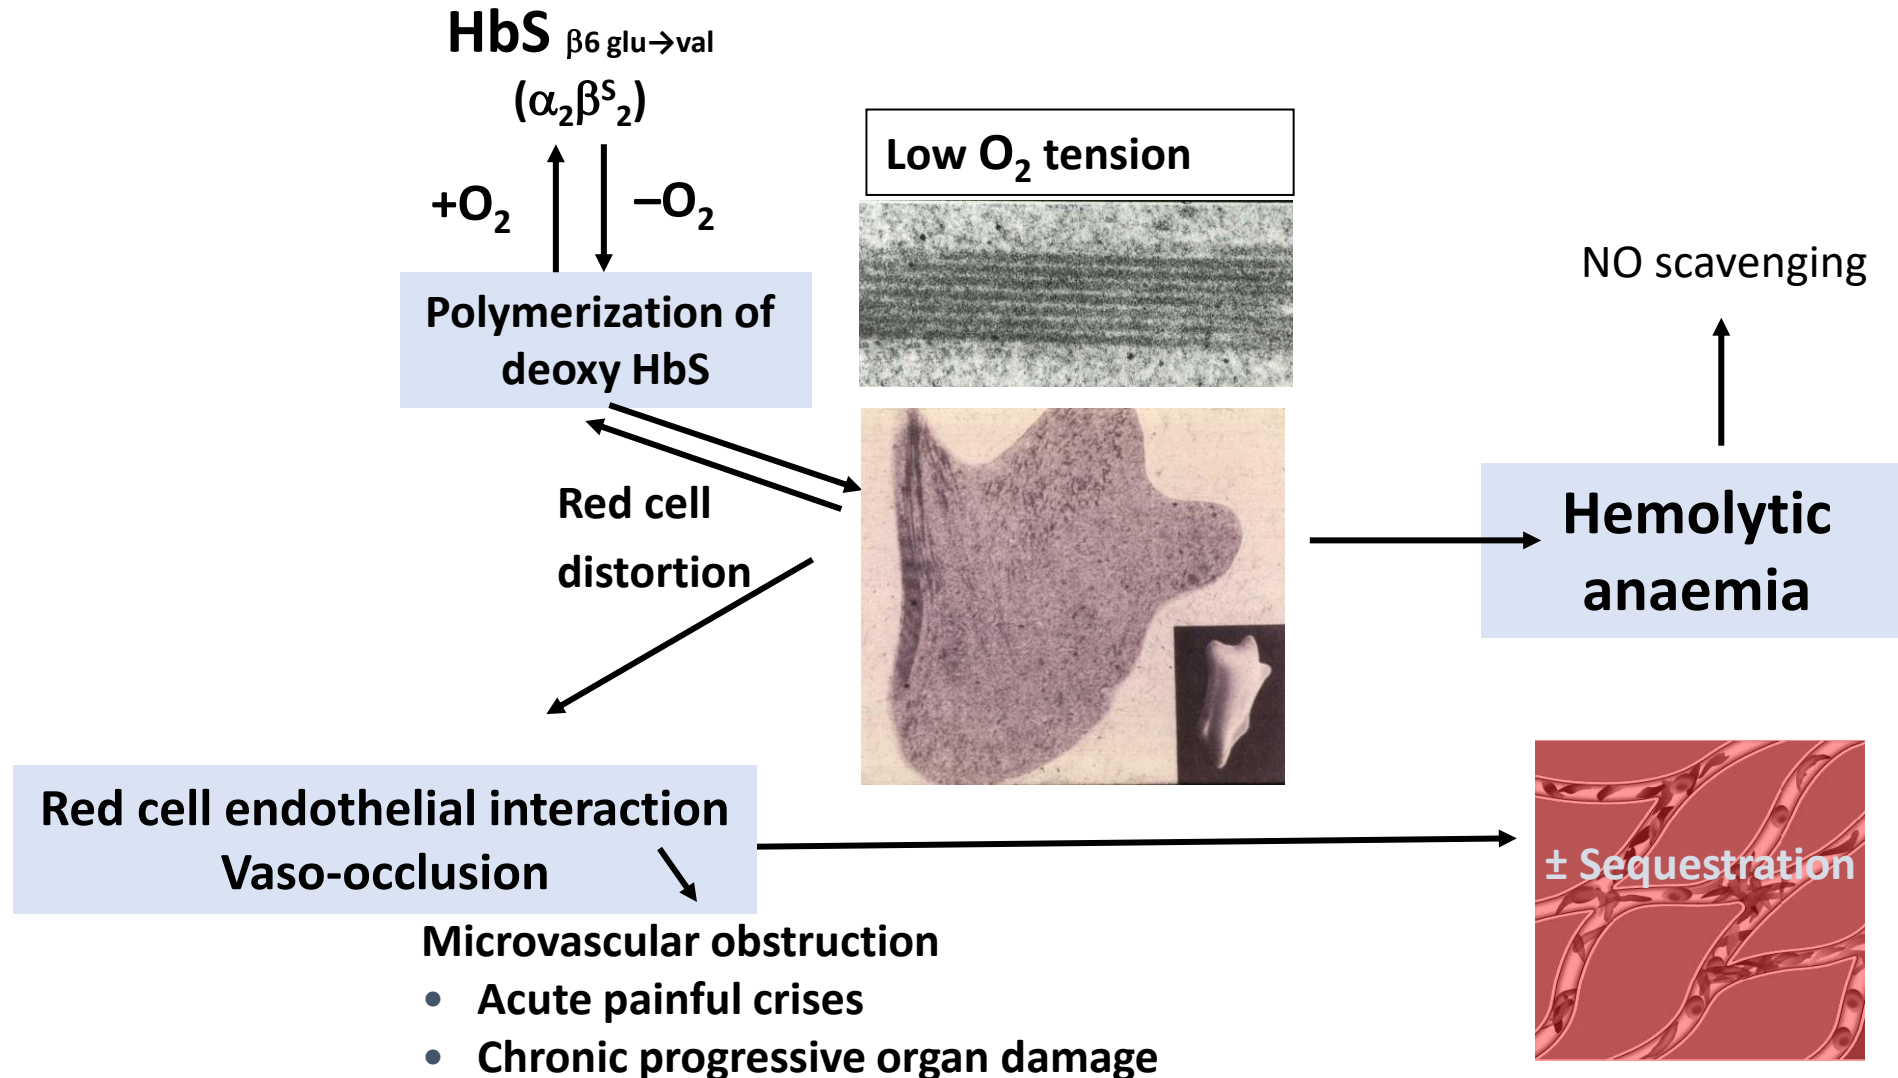 HbS β6 glu→val
(α₂βˢ₂)
+O₂
–O₂
Low O₂ tension
Polymerization of
deoxy HbS
NO scavenging
Red cell
distortion
Hemolytic
anaemia
Red cell endothelial interaction
Vaso-occlusion
± Sequestration
Microvascular obstruction
• Acute painful crises
• Chronic progressive organ damage